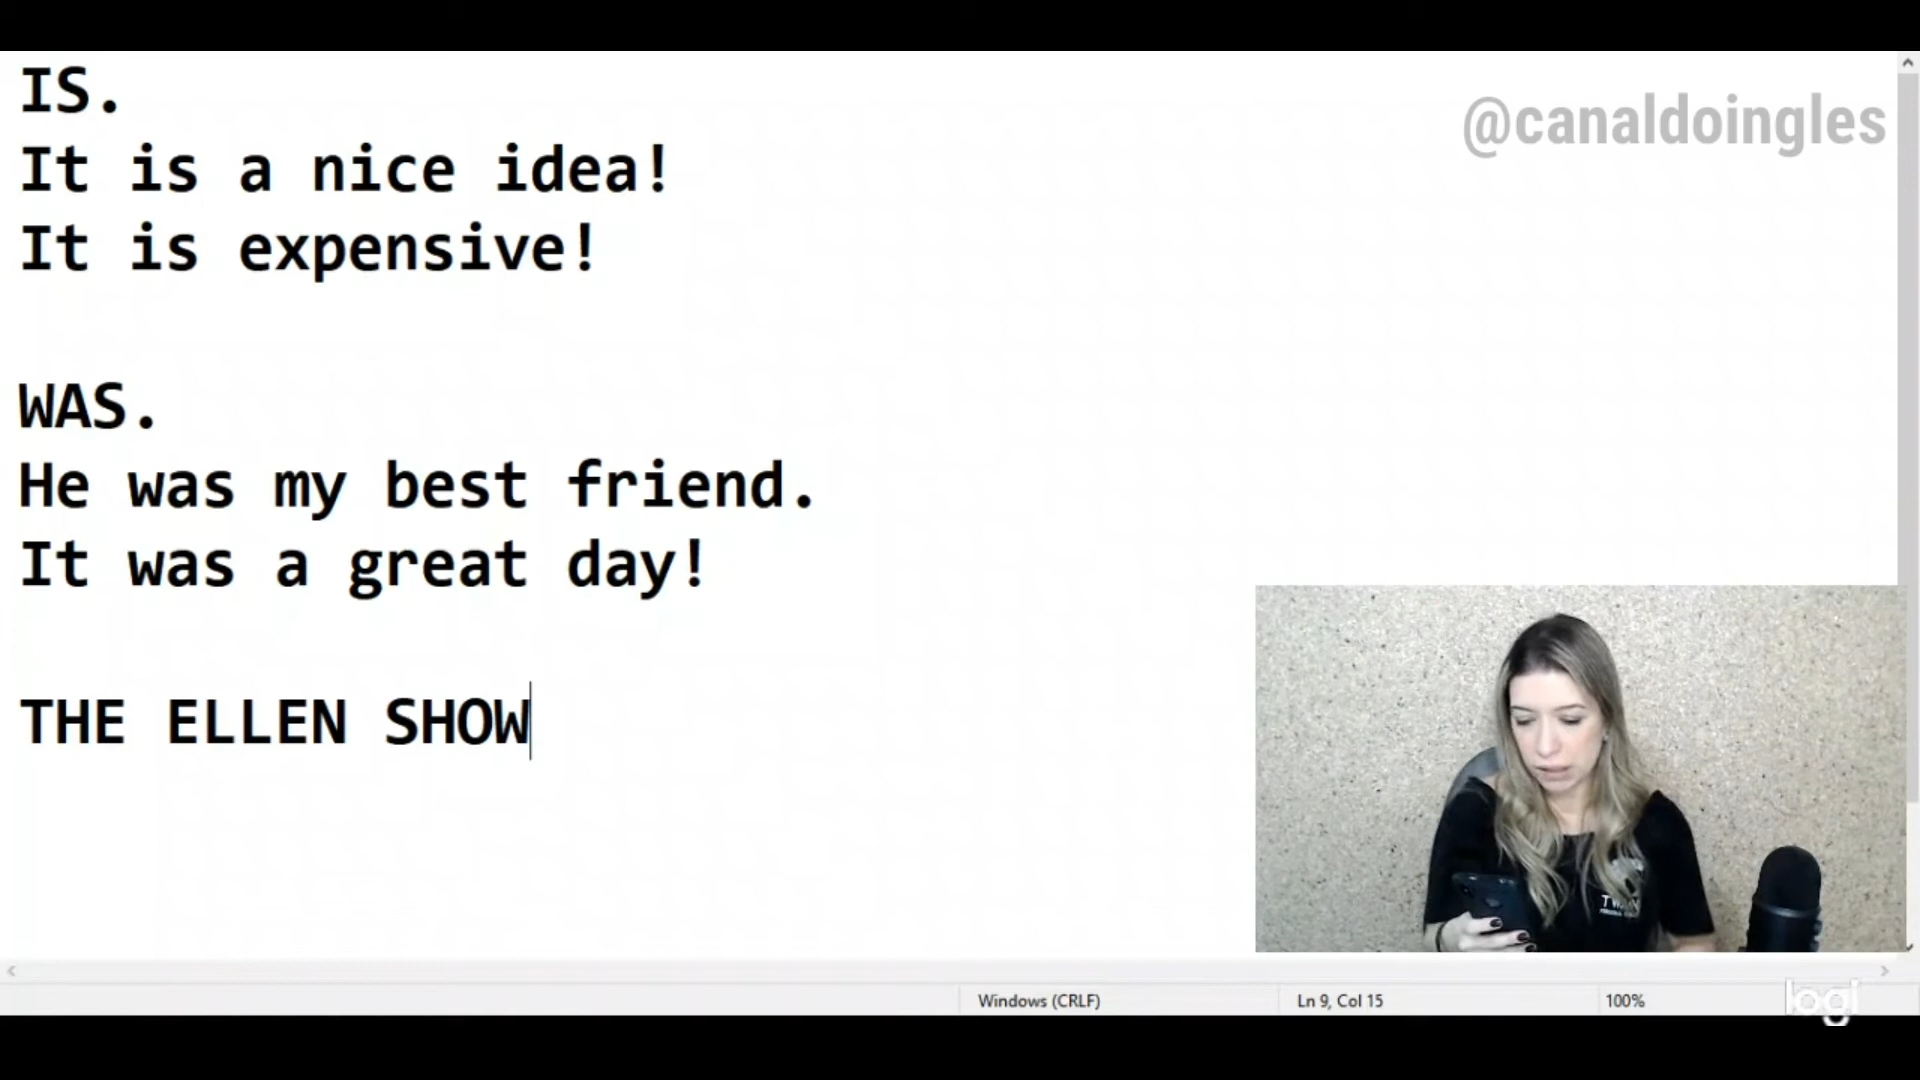 IS.
@canaldoingles
It is a nice idea!
It is expensive!
WAS.
He was my best friend.
It was a great day!
THE ELLEN SHOW
Windows (CRLF)
Ln 9, Col 15
100%
logi